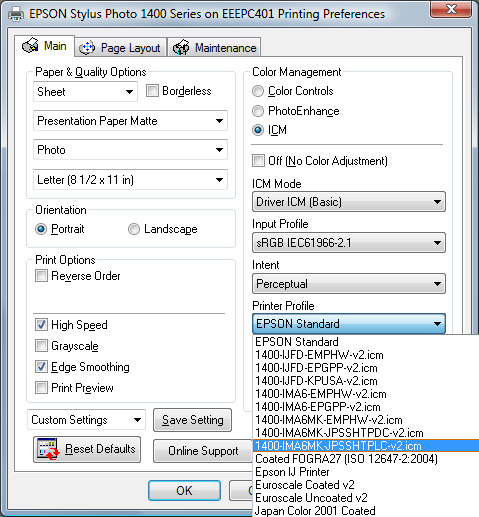 EPSON Stylus Photo 1400 Series on EEEPC401 Printing Preferences
Main
Page Layout
Maintenance
Paper & Quality Options
Sheet
Borderless
Presentation Paper Matte
Photo
Letter (8 1/2 x 11 in)
Orientation
Portrait
Landscape
Print Options
Reverse Order
High Speed
Grayscale
Edge Smoothing
Print Preview
Custom Settings
Save Setting
Reset Defaults
Online Support
OK
Color Management
Color Controls
PhotoEnhance
ICM
Off (No Color Adjustment)
ICM Mode
Driver ICM (Basic)
Input Profile
sRGB IEC61966-2.1
Intent
Perceptual
Printer Profile
EPSON Standard
EPSON Standard
1400-IJFD-EMPHW-v2.icm
1400-IJFD-EPGPP-v2.icm
1400-IJFD-KPUSA-v2.icm
1400-IMA6-EMPHW-v2.icm
1400-IMA6-EPGPP-v2.icm
1400-IMA6MK-EMPHW-v2.icm
1400-IMA6MK-JPSSHTPDC-v2.icm
1400-IMA6MK-JPSSHTPLC-v2.icm
Coated FOGRA27 (ISO 12647-2:2004)
Epson IJ Printer
Euroscale Coated v2
Euroscale Uncoated v2
Japan Color 2001 Coated